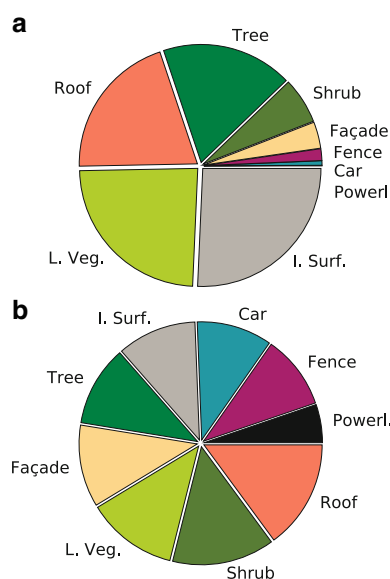 a
Tree
Roof
Shrub
Façade
Fence
Car
Powerl
L. Veg.
I. Surf.
b
I. Surf.
Car
Tree
Fence
Powerl.
Façade
Roof
L. Veg.
Shrub